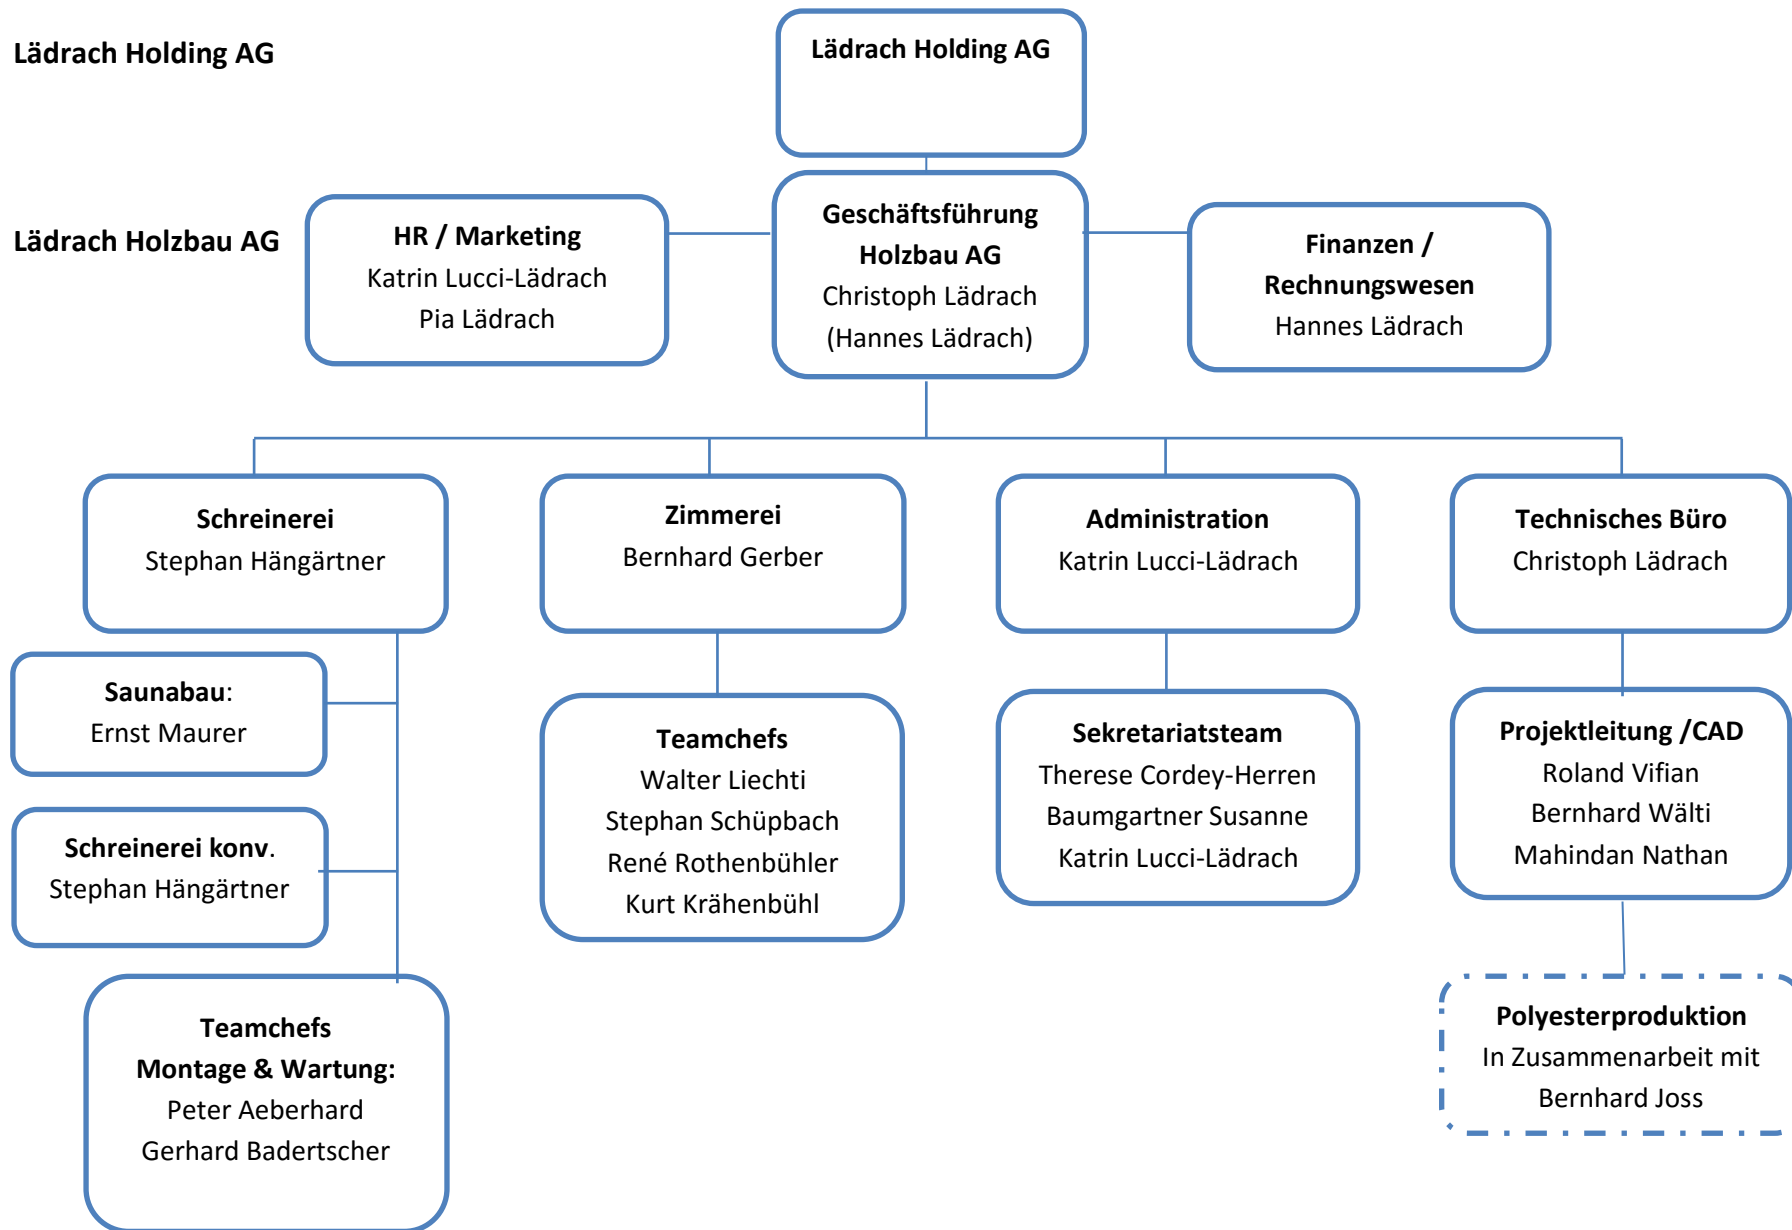 Lädrach Holding AG
Lädrach Holding AG
Lädrach Holzbau AG
HR / Marketing
Katrin Lucci-Lädrach
Pia Lädrach
Geschäftsführung
Holzbau AG
Christoph Lädrach
(Hannes Lädrach)
Finanzen /
Rechnungswesen
Hannes Lädrach
Schreinerei
Stephan Hängärtner
Zimmerei
Bernhard Gerber
Administration
Katrin Lucci-Lädrach
Technisches Büro
Christoph Lädrach
Saunabau:
Ernst Maurer
Schreinerei konv.
Stephan Hängärtner
Teamchefs
Montage & Wartung:
Peter Aeberhard
Gerhard Badertscher
Teamchefs
Walter Liechti
Stephan Schüpbach
René Rothenbühler
Kurt Krähenbühl
Sekretariatsteam
Therese Cordey-Herren
Baumgartner Susanne
Katrin Lucci-Lädrach
Projektleitung /CAD
Roland Vifian
Bernhard Wälti
Mahindan Nathan
Polyesterproduktion
In Zusammenarbeit mit
Bernhard Joss